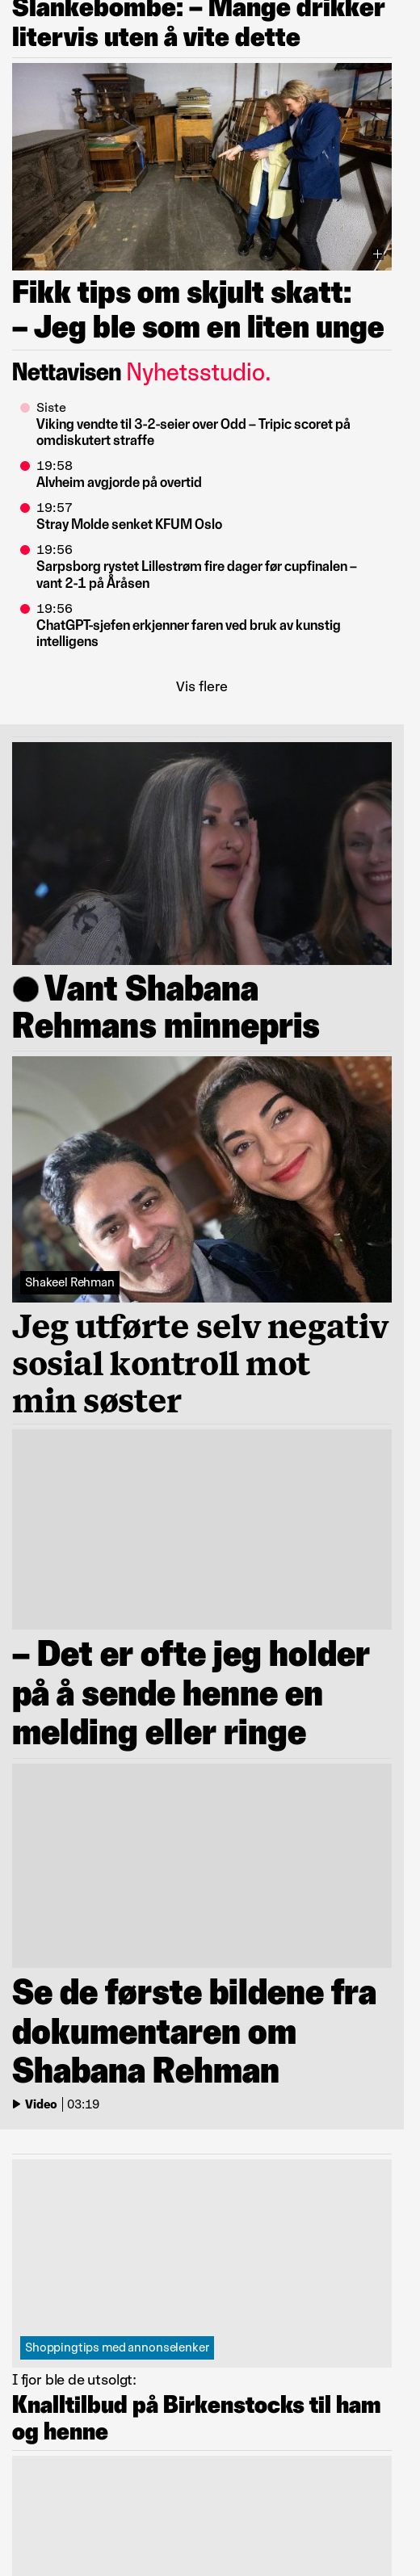 Slankebombe: – Mange drikker
litervis uten å vite dette
Fikk tips om skjult skatt:
– Jeg ble som en liten unge
Nettavisen Nyhetsstudio.
Siste
Viking vendte til 3-2-seier over Odd – Tripic scoret på
omdiskutert straffe
19:58
Alvheim avgjorde på overtid
19:57
Stray Molde senket KFUM Oslo
19:56
Sarpsborg rystet Lillestrøm fire dager før cupfinalen –
vant 2-1 på Åråsen
19:56
ChatGPT-sjefen erkjenner faren ved bruk av kunstig
intelligens
Vis flere
Vant Shabana
Rehmans minnepris
Shakeel Rehman
Jeg utførte selv negativ
sosial kontroll mot
min søster
– Det er ofte jeg holder
på å sende henne en
melding eller ringe
Se de første bildene fra
dokumentaren om
Shabana Rehman
Video 03:19
Shoppingtips med annonselenker
I fjor ble de utsolgt:
Knalltilbud på Birkenstocks til ham
og henne